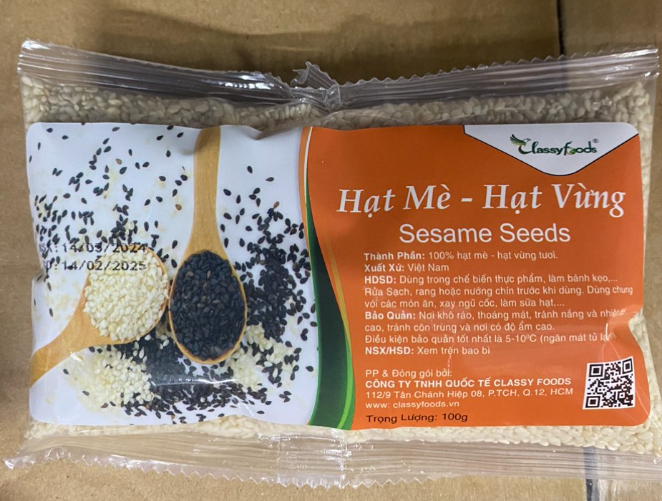 Classyfoods®
Hạt Mè - Hạt Vừng
Sesame Seeds
14/03/2024
14/02/2025
Thành Phần: 100% hạt mè - hạt vừng tươi.
Xuất Xứ: Việt Nam
HDSD: Dùng trong chế biến thực phẩm, làm bánh kẹo,...
Rửa Sạch, rang hoặc nướng chín trước khi dùng. Dùng chung
với các món ăn, xay ngũ cốc, làm sữa hạt,...
Bảo Quản: Nơi khô ráo, thoáng mát, tránh nắng và nhiệt
cao, tránh côn trùng và nơi có độ ẩm cao.
Điều kiện bảo quản tốt nhất là 5-10°C (ngăn mát tủ
NSX/HSD: Xem trên bao bì
PP & Đóng gói bởi:
CÔNG TY TNHH QUỐC TẾ CLASSY FOODS
112/9 Tân Chánh Hiệp 08, P.TCH, Q.12, HCM
www: classyfoods.vn
Trọng Lượng: 100g